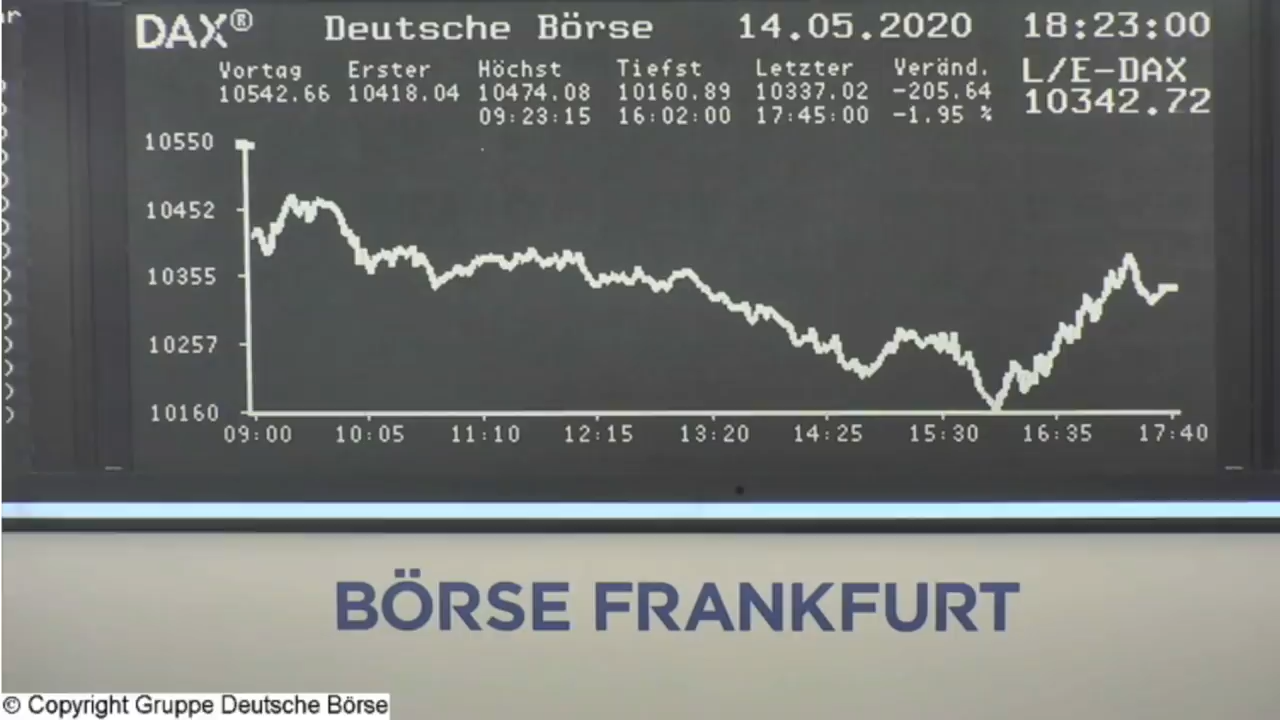 DAX® Deutsche Börse 14.05.2020 18:23:00
Vortag Erster Höchst Tiefst Letzter Veränd. L/E-DAX
10542.66 10418.04 10474.08 10160.89 10337.02 -205.64 10342.72
09:23:15 16:02:00 17:45:00 -1.95 %
10550
10452
10355
10257
10160
09:00 10:05 11:10 12:15 13:20 14:25 15:30 16:35 17:40
BÖRSE FRANKFURT
© Copyright Gruppe Deutsche Börse